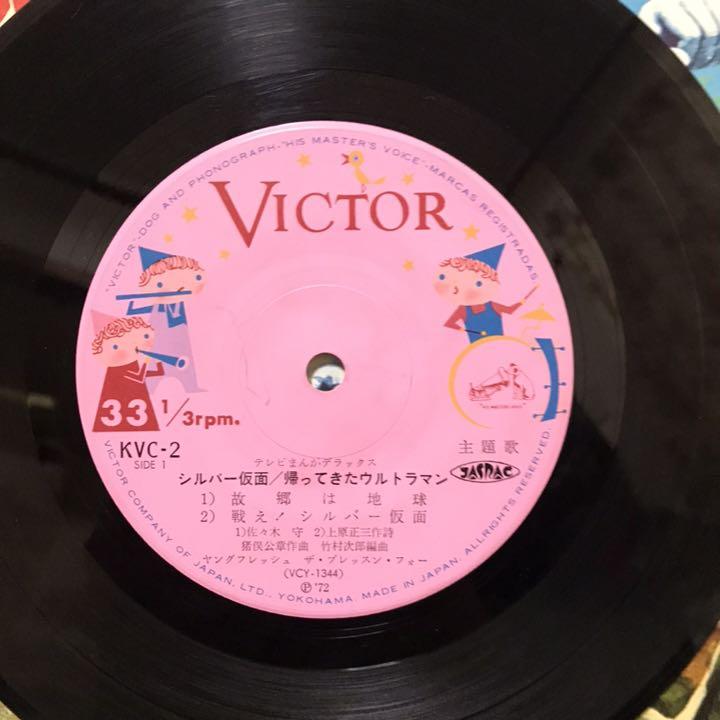 "VICTOR"-DOG AND PHONOGRAPH-"HIS MASTER'S VOICE"-MARCAS REGISTRADAS
VICTOR
33 1/3rpm.
"HIS MASTER'S VOICE"
KVC-2
SIDE 1
主題歌
JASRAC
テレビまんがデラックス
シルバー仮面/帰ってきたウルトラマン
1) 故郷は地球
2) 戦え!シルバー仮面
1)佐々木 守 2)上原正三作詩
猪俣公章作曲 竹村次郎編曲
ヤングフレッシュ ザ・ブレッスン・フォー
(VCY-1344)
Ⓟ'72
VICTOR COMPANY OF JAPAN, LTD., YOKOHAMA, MADE IN JAPAN, ALL RIGHTS RESERVED.